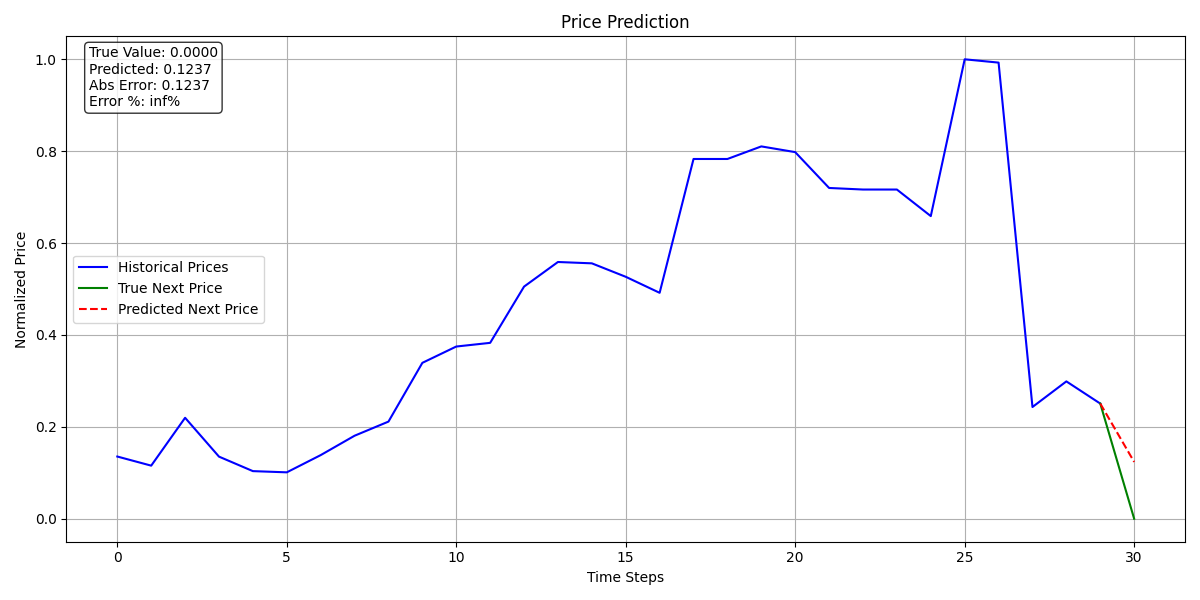 Price Prediction
True Value: 0.0000
Predicted: 0.1237
Abs Error: 0.1237
Error %: inf%
1.0
0.8
0.6
0.4
0.2
0.0
Normalized Price
Historical Prices
True Next Price
Predicted Next Price
0 5 10 15 20 25 30
Time Steps